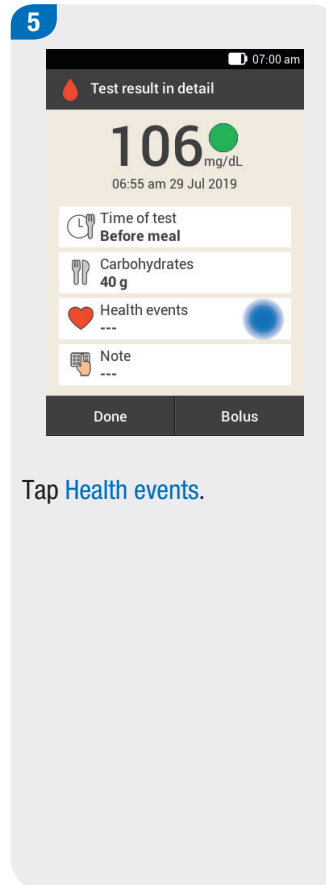 5
07:00 am
Test result in detail
106 mg/dL
06:55 am 29 Jul 2019
Time of test
Before meal
Carbohydrates
40 g
Health events
---
Note
---
Done Bolus
Tap Health events.